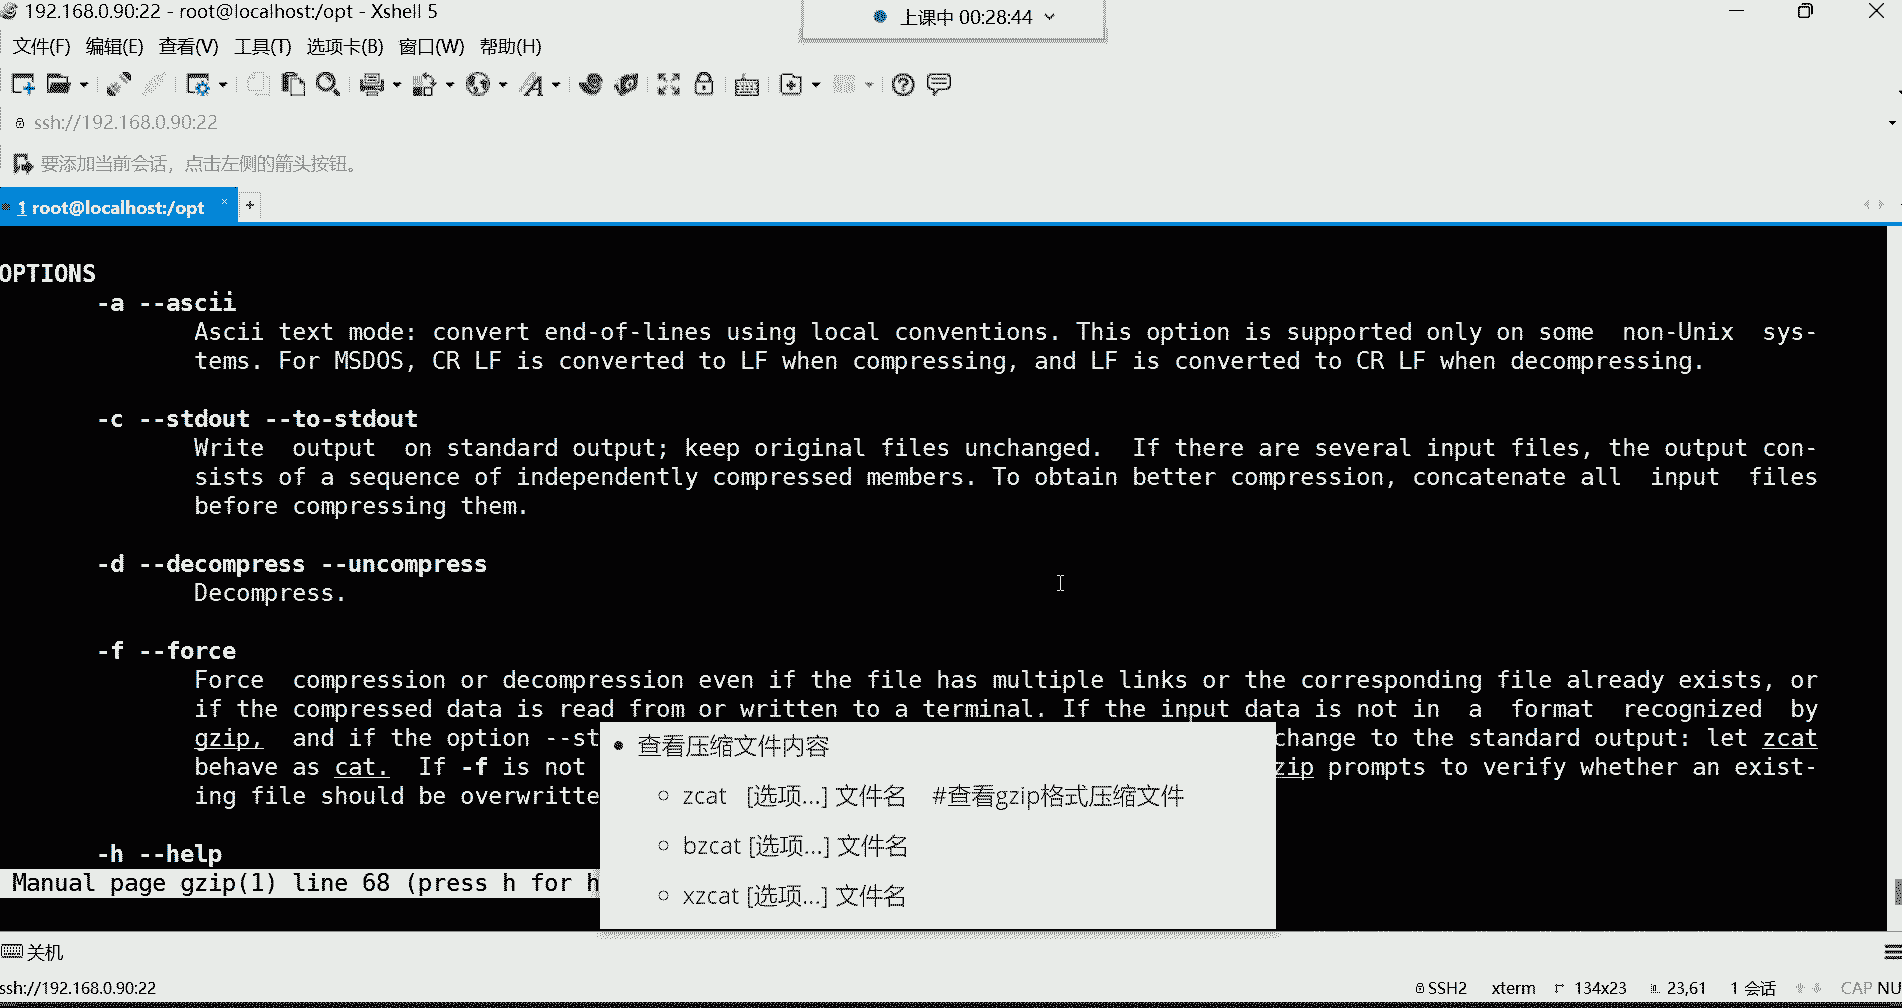 192.168.0.90:22 - root@localhost:/opt - Xshell 5
上课中 00:28:44
文件(F) 编辑(E) 查看(V) 工具(T) 选项卡(B) 窗口(W) 帮助(H)
ssh://192.168.0.90:22
要添加当前会话，点击左侧的箭头按钮。
1 root@localhost:/opt × +
OPTIONS
-a --ascii
Ascii text mode: convert end-of-lines using local conventions. This option is supported only on some non-Unix sys-
tems. For MSDOS, CR LF is converted to LF when compressing, and LF is converted to CR LF when decompressing.
-c --stdout --to-stdout
Write output on standard output; keep original files unchanged. If there are several input files, the output con-
sists of a sequence of independently compressed members. To obtain better compression, concatenate all input files
before compressing them.
-d --decompress --uncompress
Decompress.
-f --force
Force compression or decompression even if the file has multiple links or the corresponding file already exists, or
if the compressed data is read from or written to a terminal. If the input data is not in a format recognized by
gzip, and if the option --st change to the standard output: let zcat
behave as cat. If -f is not zip prompts to verify whether an exist-
ing file should be overwritte
-h --help
Manual page gzip(1) line 68 (press h for h
• 查看压缩文件内容
○ zcat [选项...] 文件名 #查看gzip格式压缩文件
○ bzcat [选项...] 文件名
○ xzcat [选项...] 文件名
关机
ssh://192.168.0.90:22 SSH2 xterm 134x23 23,61 1 会话 CAP NU